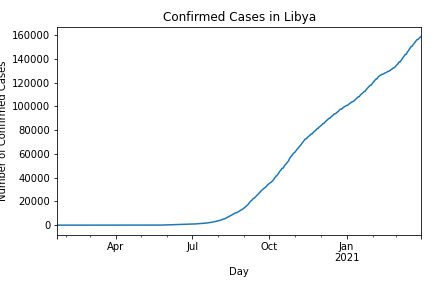 Confirmed Cases in Libya
Number of Confirmed Cases
160000
140000
120000
100000
80000
60000
40000
20000
0
Apr
Jul
Oct
Jan
2021
Day